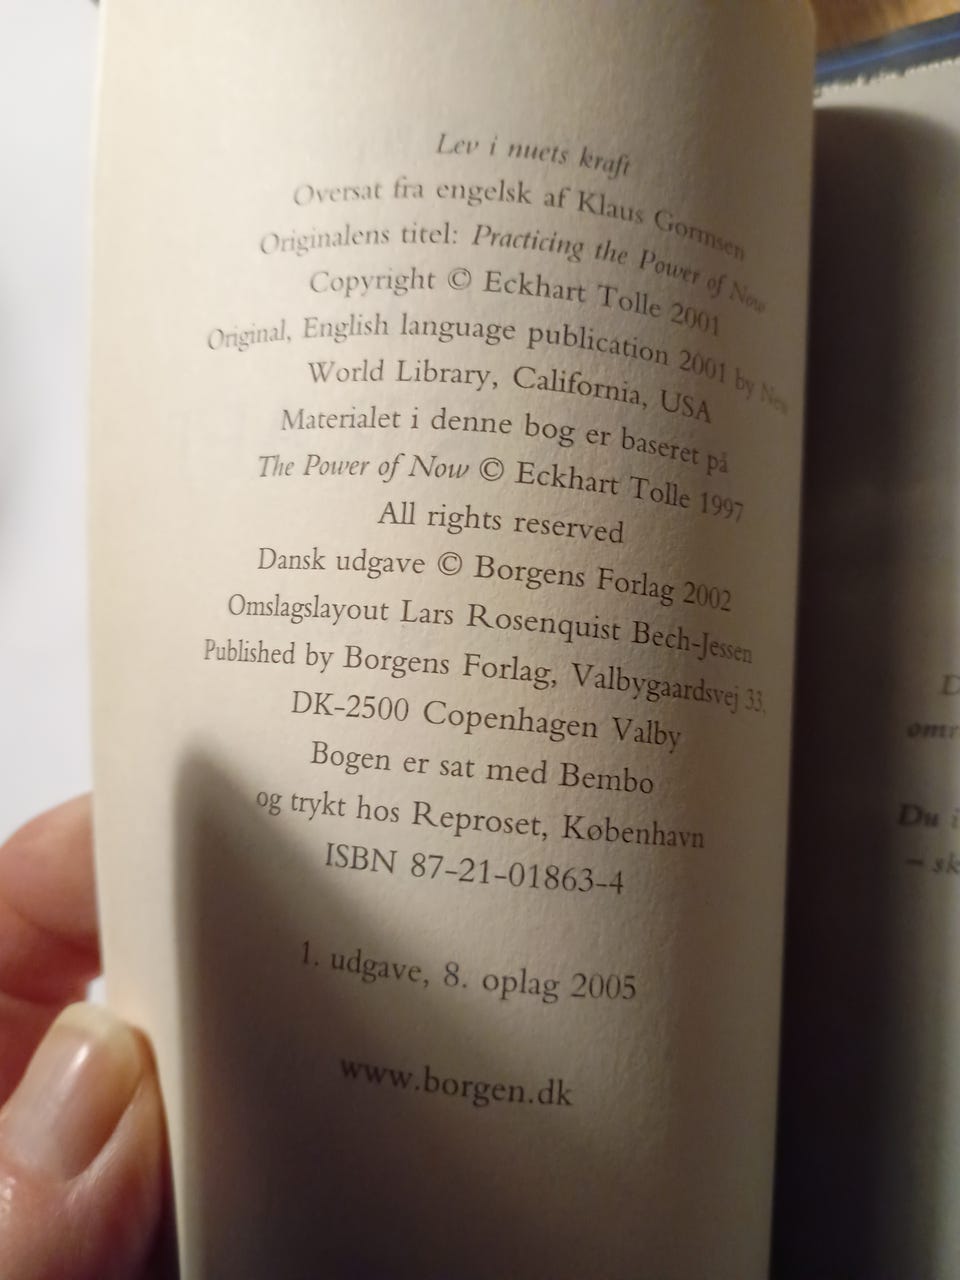 Lev i nuets kraft
Oversat fra engelsk af Klaus Gormsen
Originalens titel: Practicing the Power of Now
Copyright © Eckhart Tolle 2001
Original, English language publication 2001 by New
World Library, California, USA
Materialet i denne bog er baseret på
The Power of Now © Eckhart Tolle 1997
All rights reserved
Dansk udgave © Borgens Forlag 2002
Omslagslayout Lars Rosenquist Bech-Jessen
Published by Borgens Forlag, Valbygaardsvej 33,
DK-2500 Copenhagen Valby
Bogen er sat med Bembo
og trykt hos Reproset, København
ISBN 87-21-01863-4
1. udgave, 8. oplag 2005
www.borgen.dk
Du